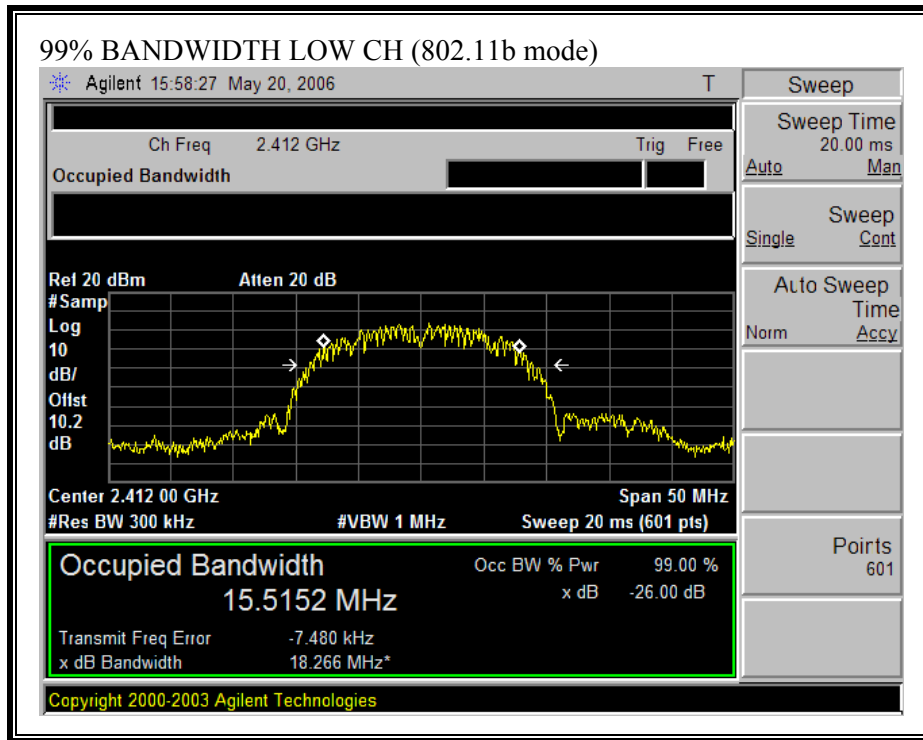 99% BANDWIDTH LOW CH (802.11b mode)
Agilent 15:58:27 May 20, 2006 T
Sweep
Ch Freq 2.412 GHz Trig Free
Occupied Bandwidth
Sweep Time
20.00 ms
Auto Man
Sweep
Single Cont
Auto Sweep
Time
Norm Accy
Points
601
Ref 20 dBm Atten 20 dB
#Samp
Log
10
dB/
Offst
10.2
dB
Center 2.412 00 GHz Span 50 MHz
#Res BW 300 kHz #VBW 1 MHz Sweep 20 ms (601 pts)
Occupied Bandwidth
15.5152 MHz
Occ BW % Pwr 99.00 %
x dB -26.00 dB
Transmit Freq Error -7.480 kHz
x dB Bandwidth 18.266 MHz*
Copyright 2000-2003 Agilent Technologies